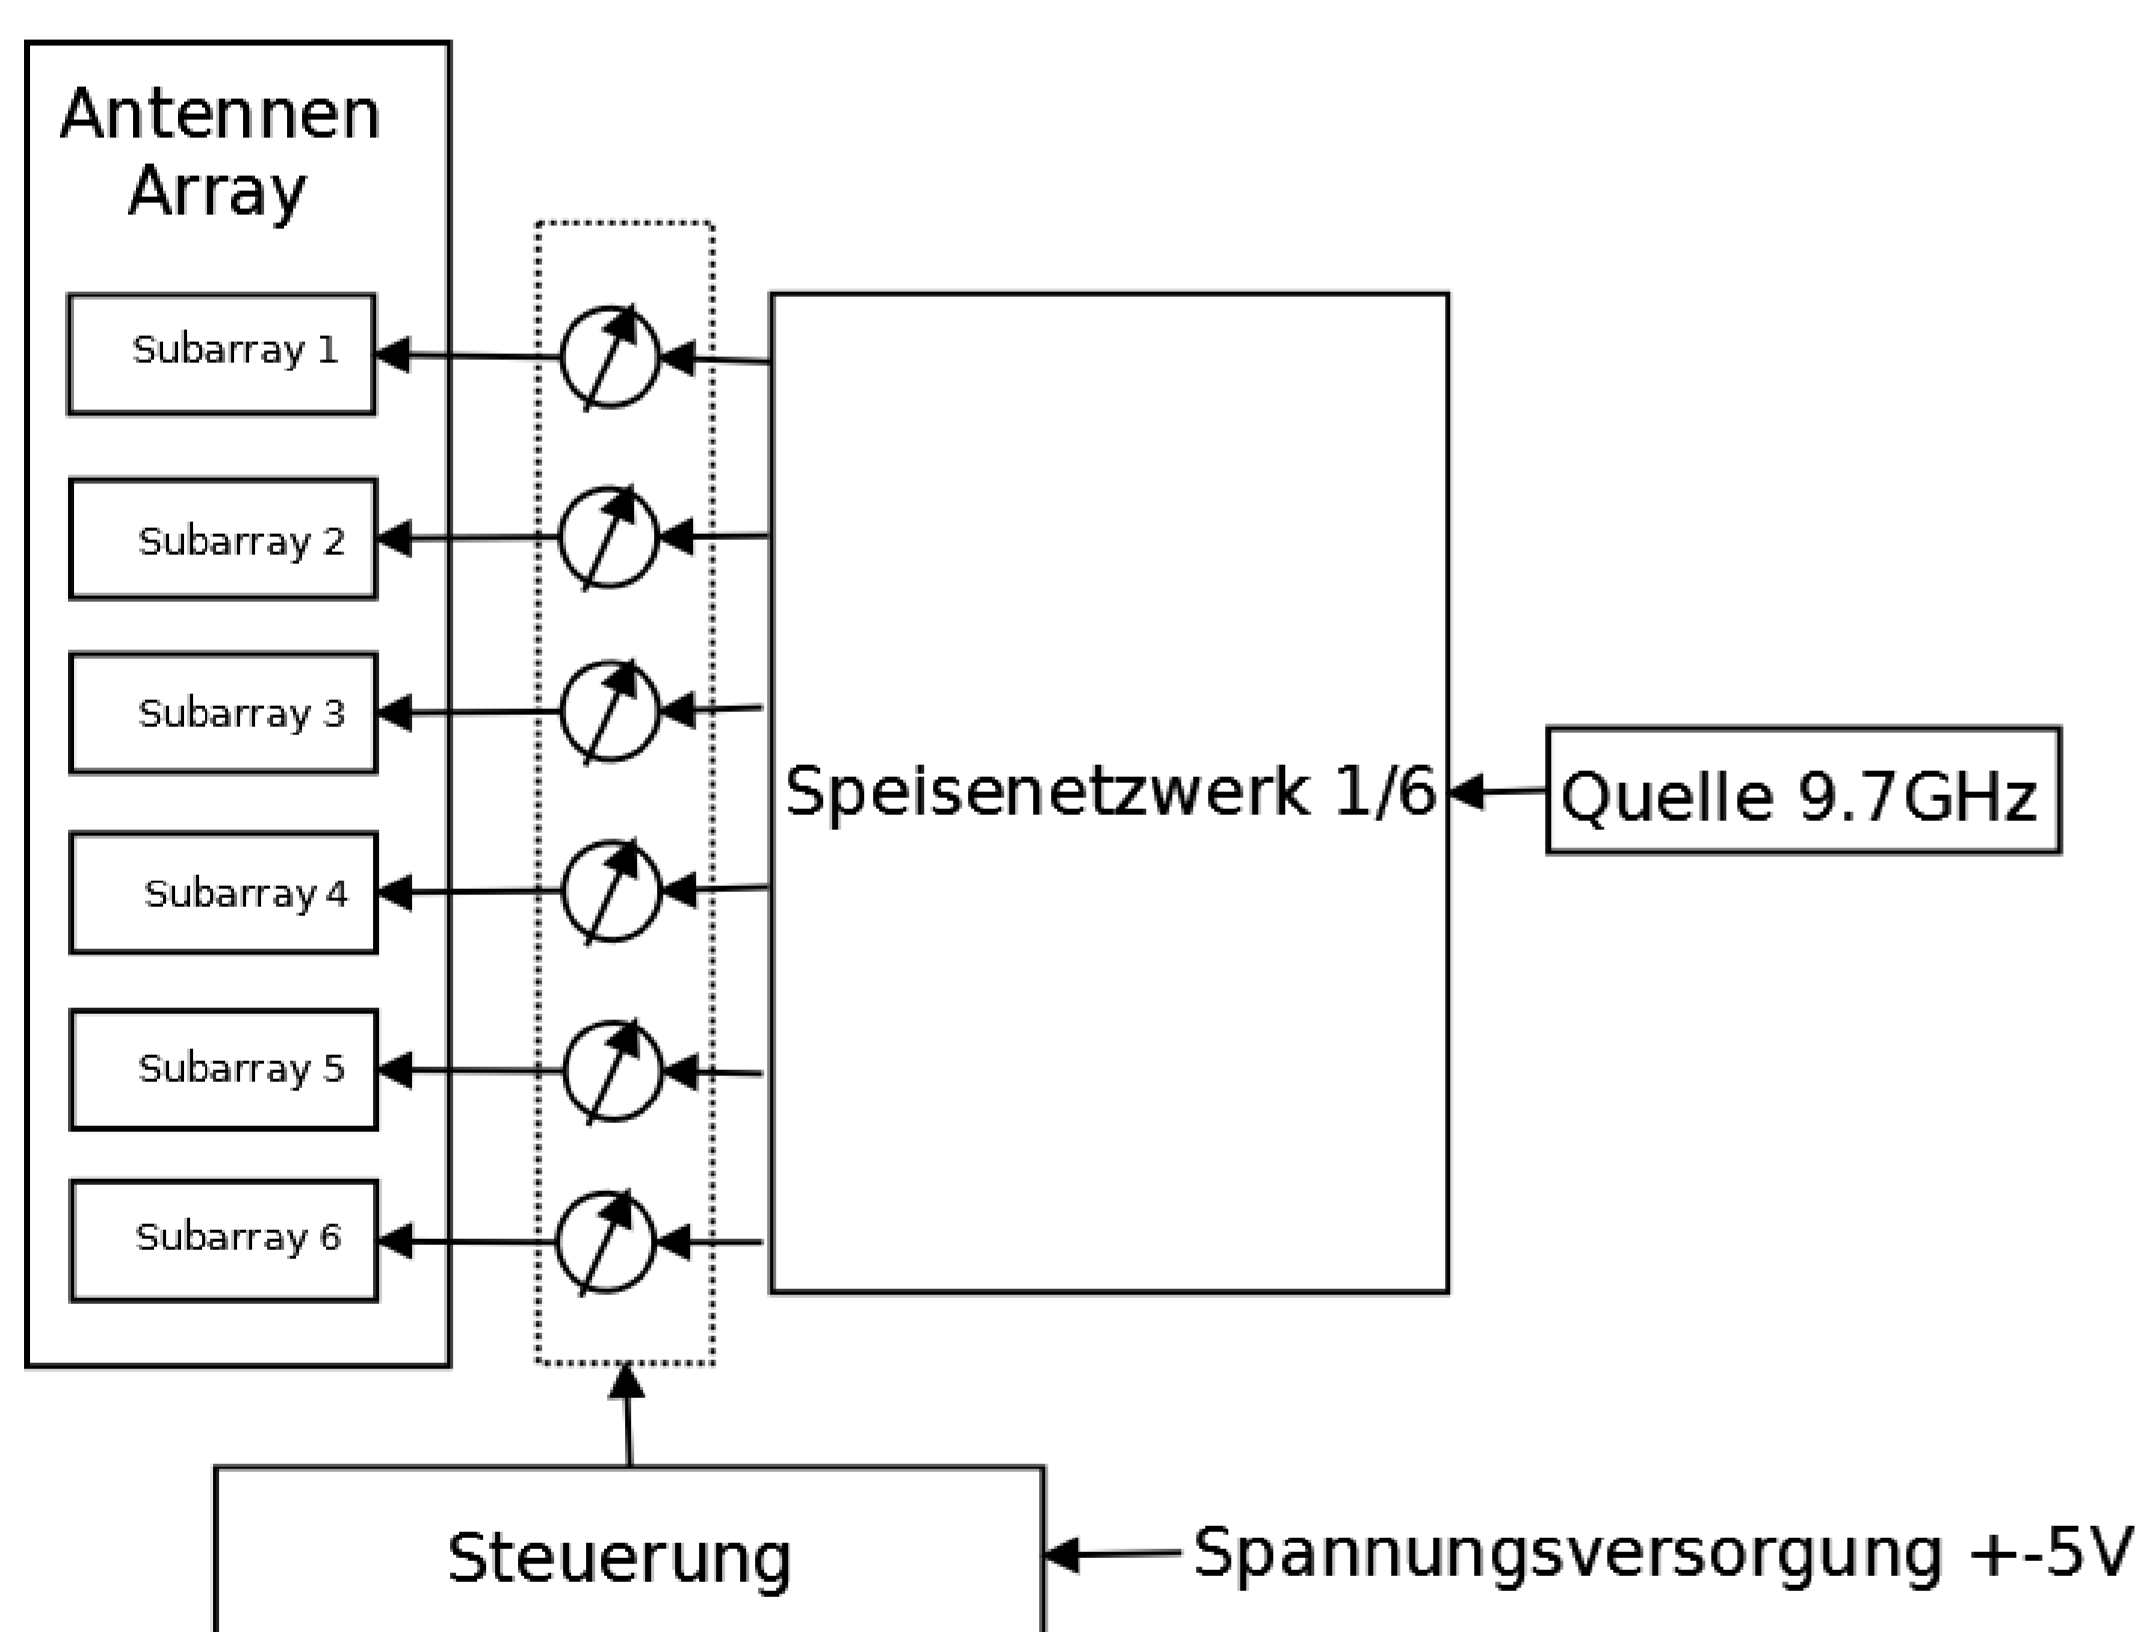 Antennen
Array
Subarray 1
Subarray 2
Subarray 3
Subarray 4
Subarray 5
Subarray 6
Speisenetzwerk 1/6
Quelle 9.7GHz
Steuerung
Spannungsversorgung +-5V